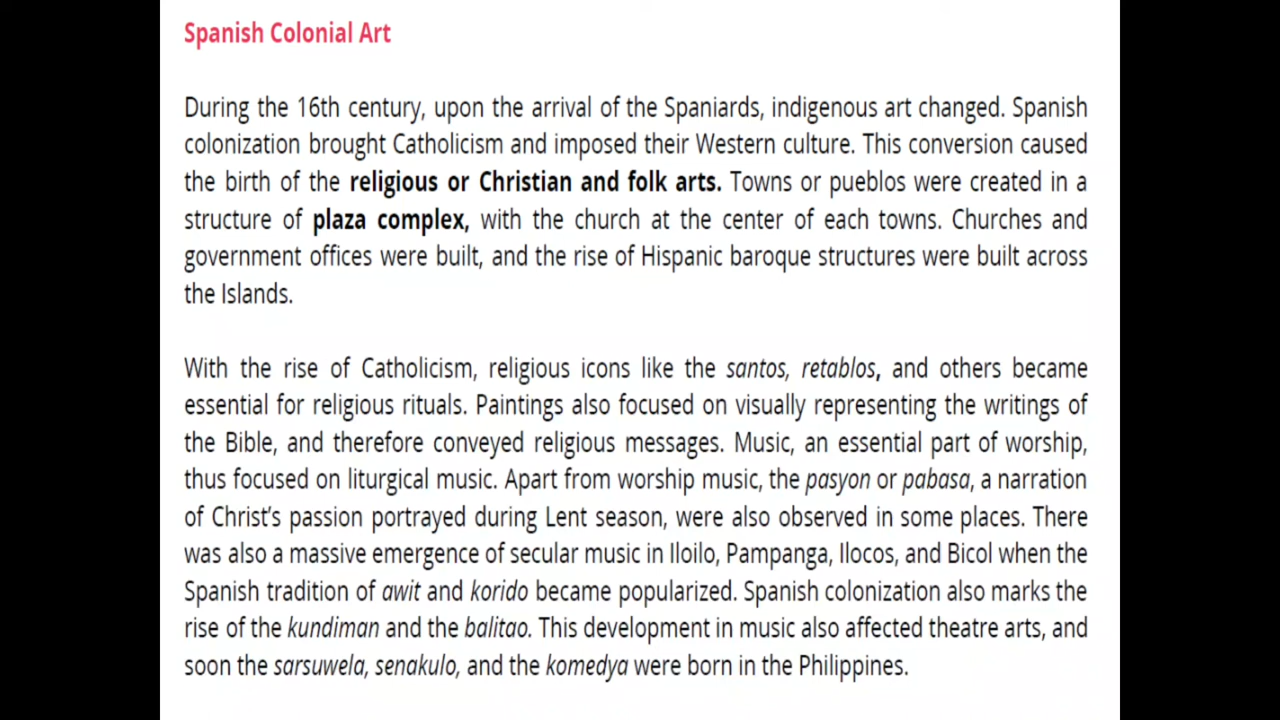 Spanish Colonial Art
During the 16th century, upon the arrival of the Spaniards, indigenous art changed. Spanish
colonization brought Catholicism and imposed their Western culture. This conversion caused
the birth of the religious or Christian and folk arts. Towns or pueblos were created in a
structure of plaza complex, with the church at the center of each towns. Churches and
government offices were built, and the rise of Hispanic baroque structures were built across
the Islands.
With the rise of Catholicism, religious icons like the santos, retablos, and others became
essential for religious rituals. Paintings also focused on visually representing the writings of
the Bible, and therefore conveyed religious messages. Music, an essential part of worship,
thus focused on liturgical music. Apart from worship music, the pasyon or pabasa, a narration
of Christ’s passion portrayed during Lent season, were also observed in some places. There
was also a massive emergence of secular music in Iloilo, Pampanga, Ilocos, and Bicol when the
Spanish tradition of awit and korido became popularized. Spanish colonization also marks the
rise of the kundiman and the balitao. This development in music also affected theatre arts, and
soon the sarsuwela, senakulo, and the komedya were born in the Philippines.